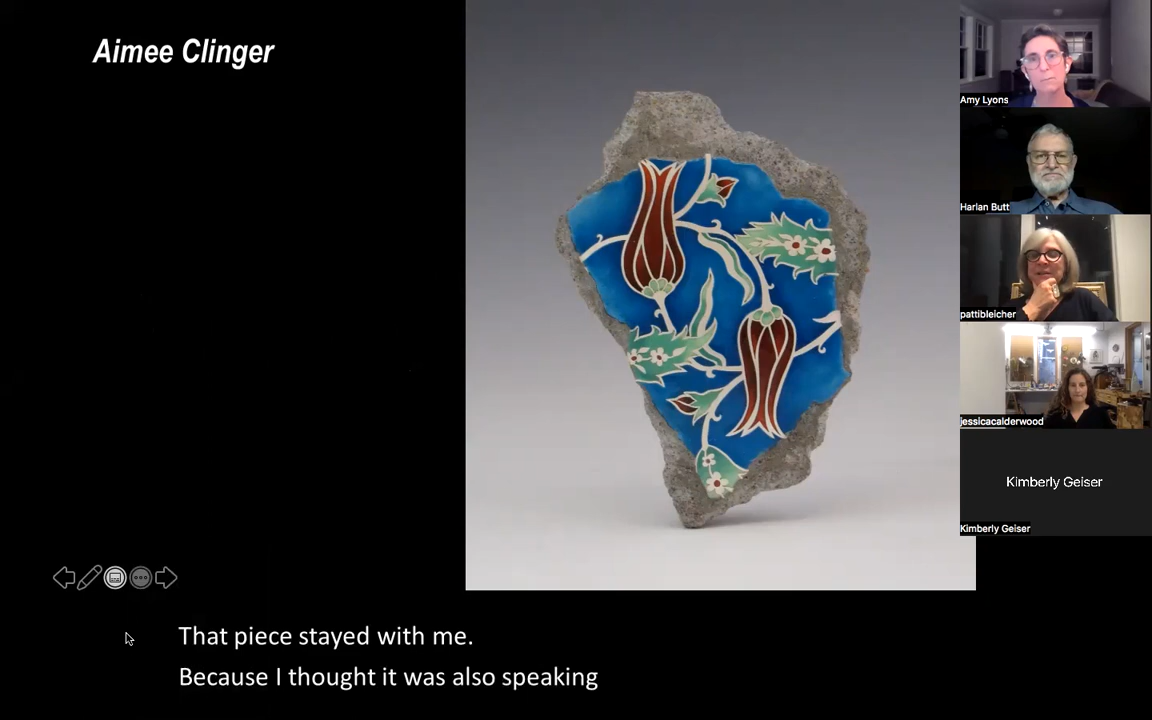 Aimee Clinger
Amy Lyons
Harlan Butt
pattibleicher
jessicacalderwood
Kimberly Geiser
Kimberly Geiser
That piece stayed with me.
Because I thought it was also speaking